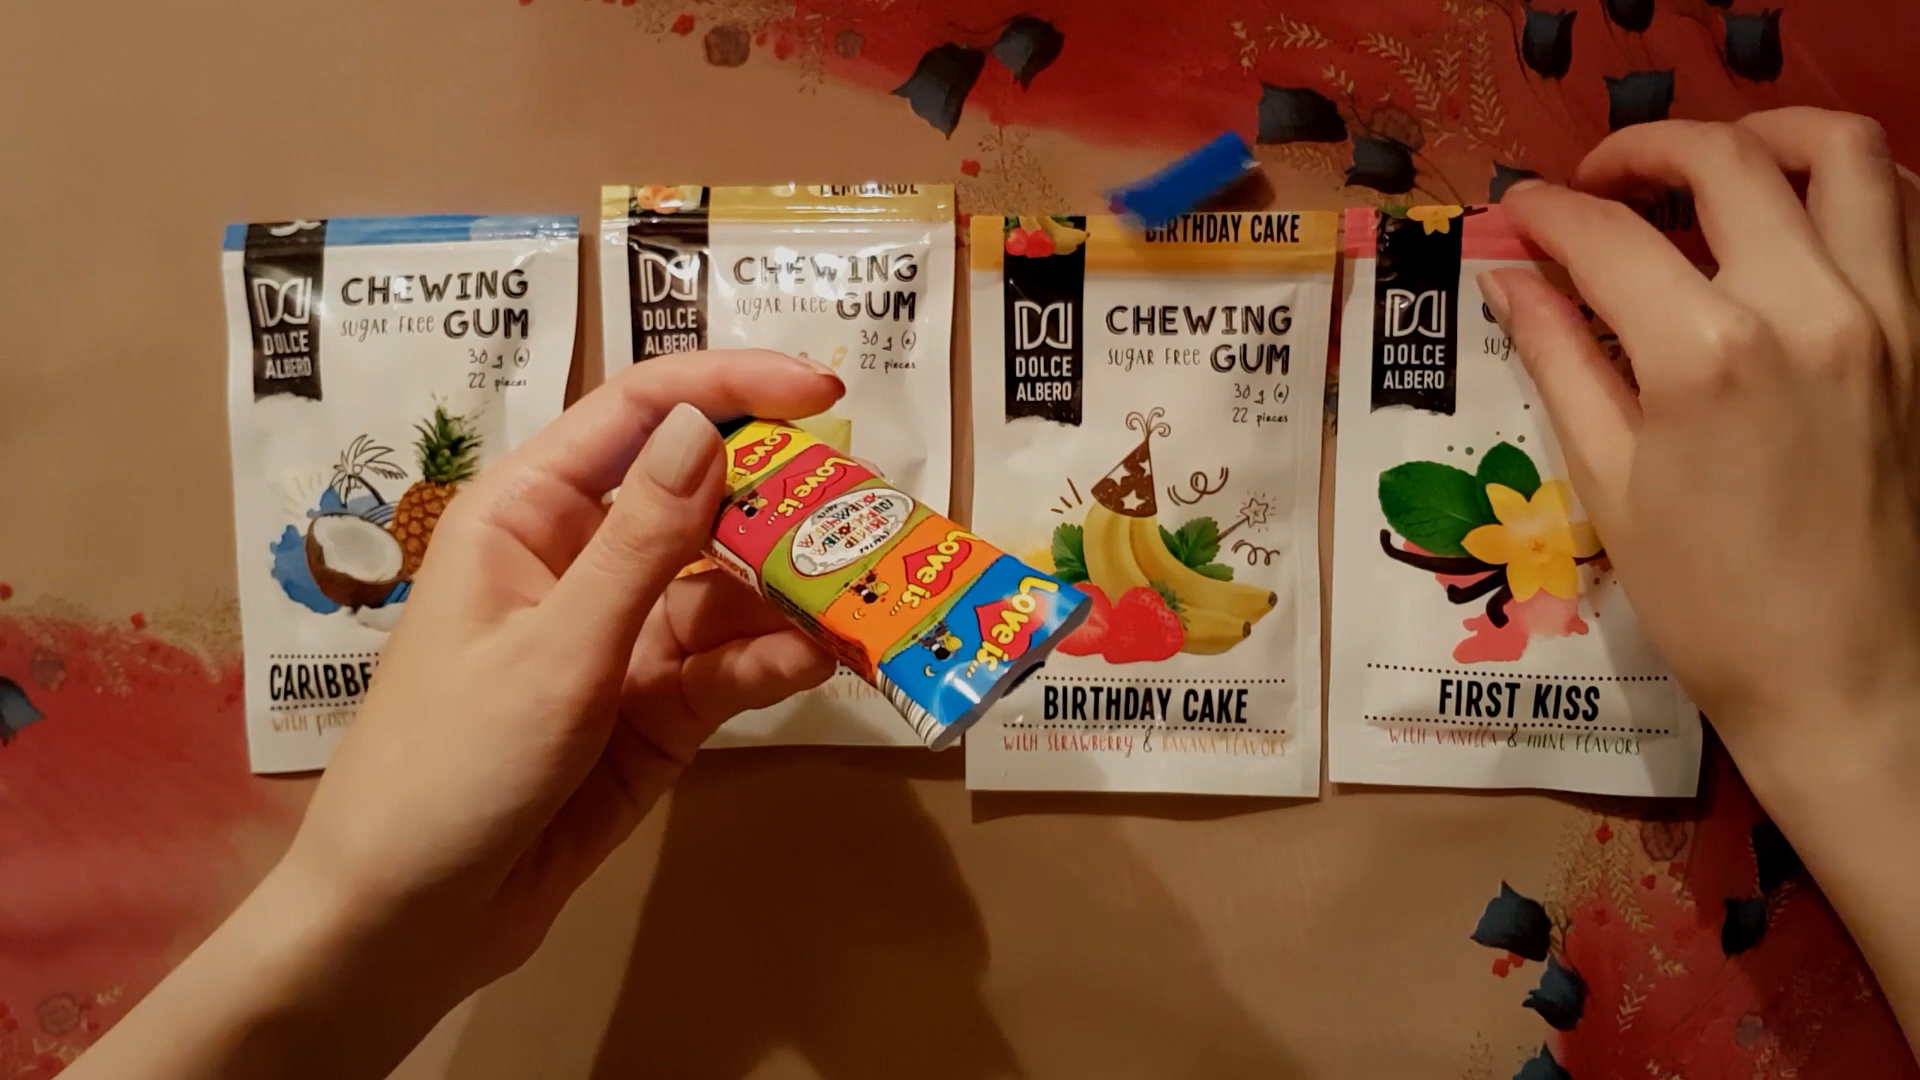 DOLCE
ALBERO
CHEWING
SUGAR FREE GUM
30 g (e)
22 pieces
CARIBBE
WITH
LEMONADE
DOLCE
ALBERO
CHEWING
SUGAR FREE GUM
30 g (e)
22 pieces
BIRTHDAY CAKE
DOLCE
ALBERO
CHEWING
SUGAR FREE GUM
30 g (e)
22 pieces
BIRTHDAY CAKE
WITH STRAWBERRY & BANANA FLAVORS
KISS
DOLCE
ALBERO
FIRST KISS
WITH VANILLA & MINT FLAVORS
Love is...
Love is...
Love is...